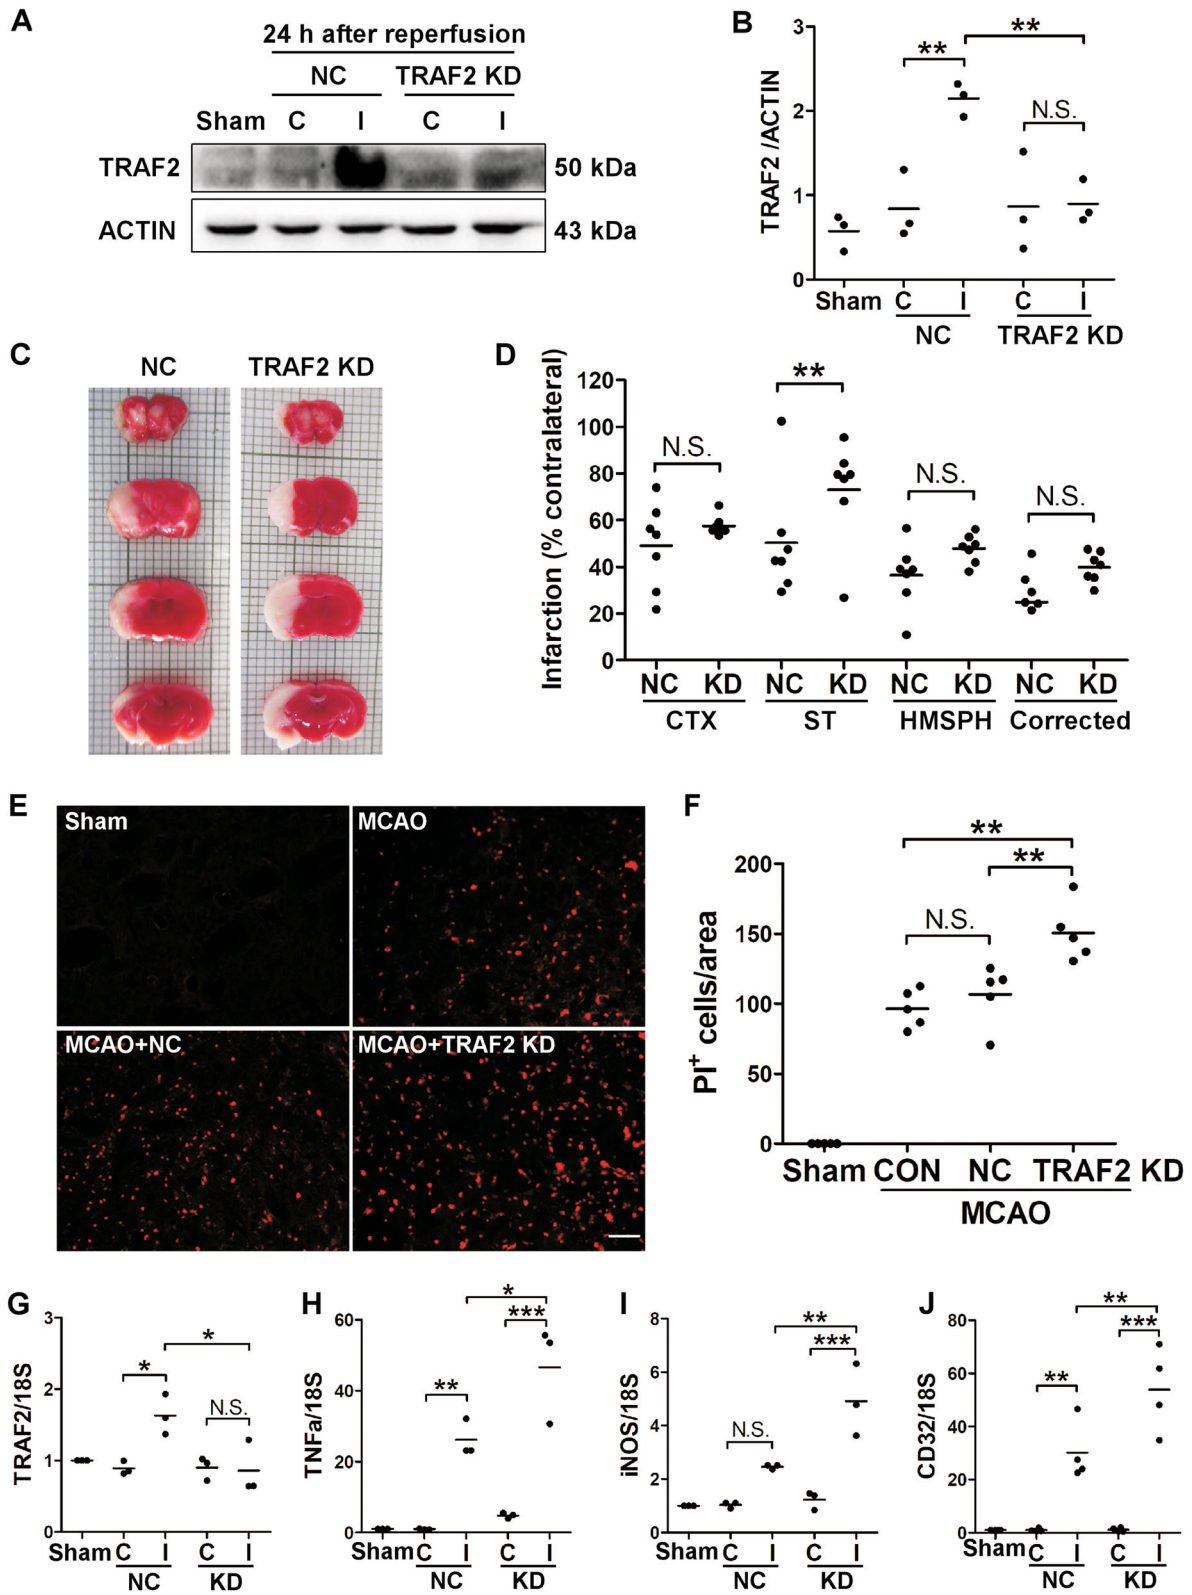 A
24 h after reperfusion
NC TRAF2 KD
Sham C I C I
TRAF2 50 kDa
ACTIN 43 kDa
B
TRAF2 /ACTIN
3
2
1
0
**
**
N.S.
Sham C I C I
NC TRAF2 KD
C
NC TRAF2 KD
D
Infarction (% contralateral)
120
100
80
60
40
20
0
N.S.
**
N.S.
N.S.
NC KD NC KD NC KD NC KD
CTX ST HMSPH Corrected
E
Sham
MCAO
MCAO+NC
MCAO+TRAF2 KD
F
PI+ cells/area
200
150
100
50
0
**
**
N.S.
Sham CON NC TRAF2 KD
MCAO
G
TRAF2/18S
3
2
1
0
*
*
N.S.
Sham C I C I
NC KD
H
TNFa/18S
60
40
20
0
*
***
**
Sham C I C I
NC KD
I
iNOS/18S
8
6
4
2
0
**
***
N.S.
Sham C I C I
NC KD
J
CD32/18S
80
60
40
20
0
**
***
**
Sham C I C I
NC KD